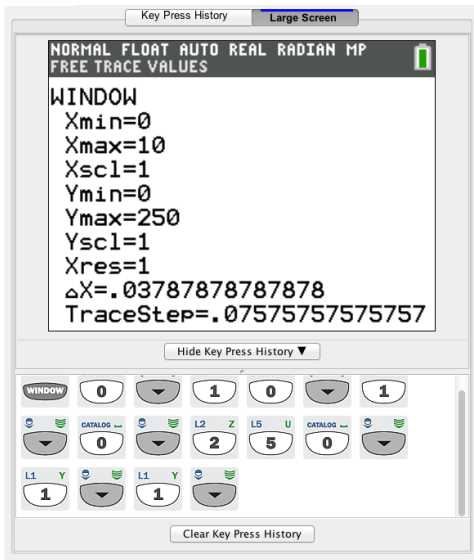 Key Press History Large Screen
NORMAL FLOAT AUTO REAL RADIAN MP
FREE TRACE VALUES
WINDOW
Xmin=0
Xmax=10
Xscl=1
Ymin=0
Ymax=250
Yscl=1
Xres=1
△X=.03787878787878
TraceStep=.07575757575757
Hide Key Press History ▼
WINDOW 0 1 0 1
CATALOG L2 Z L5 U CATALOG
0 2 5 0
L1 Y L1 Y
1 1
Clear Key Press History